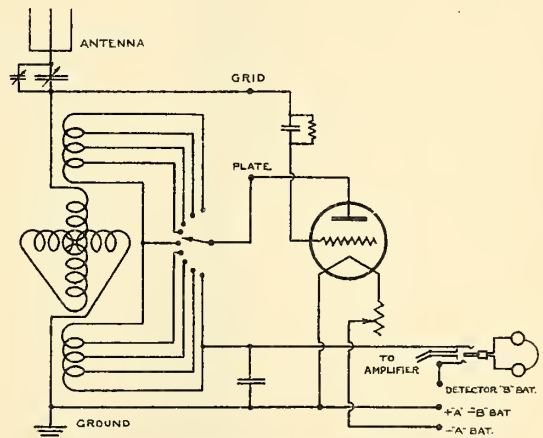 ANTENNA
GRID
PLATE
TO
AMPLIFIER
DETECTOR "B" BAT.
+"A" -"B" BAT
-"A" BAT.
GROUND